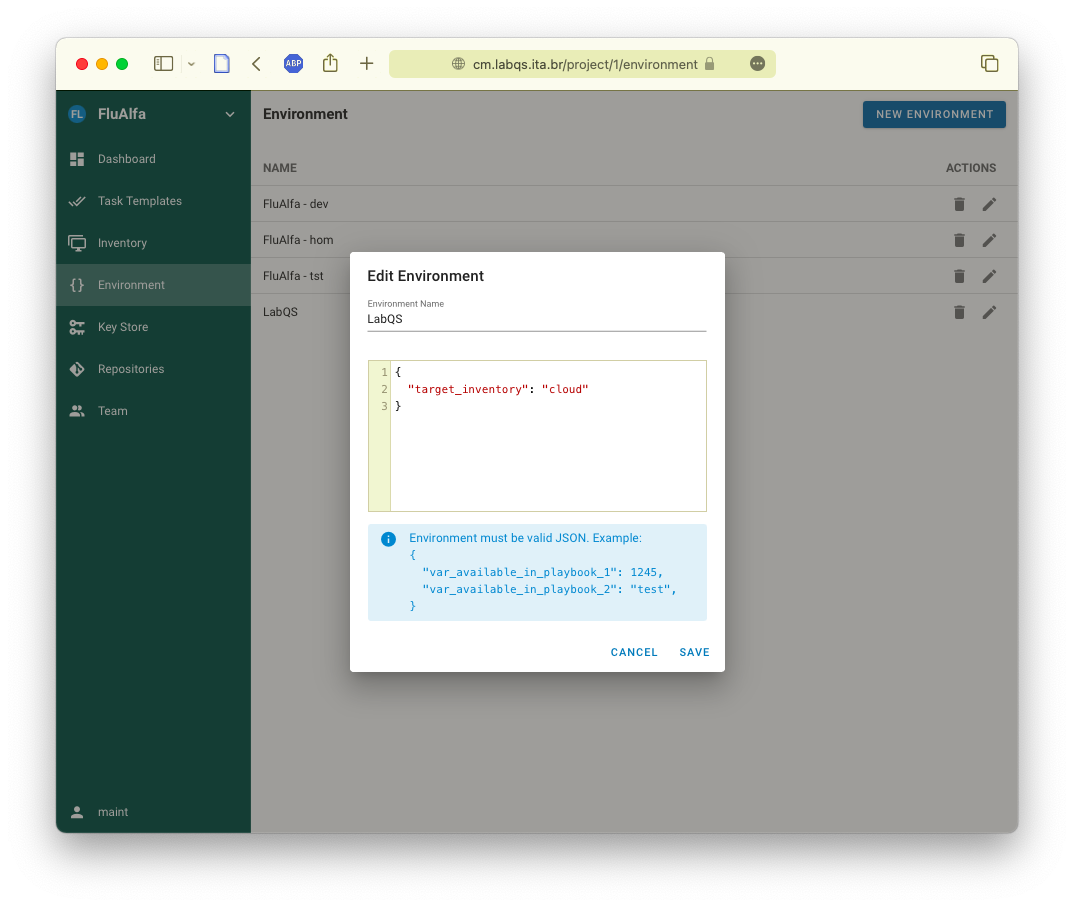 ABP
cm.labqs.ita.br/project/1/environment
FL FluAlfa
Dashboard
Task Templates
Inventory
{} Environment
Key Store
Repositories
Team
maint
Environment
NEW ENVIRONMENT
NAME ACTIONS
FluAlfa - dev
FluAlfa - hom
FluAlfa - tst
LabQS
Edit Environment
Environment Name
LabQS
1 {
2 "target_inventory": "cloud"
3 }
Environment must be valid JSON. Example:
{
"var_available_in_playbook_1": 1245,
"var_available_in_playbook_2": "test",
}
CANCEL SAVE